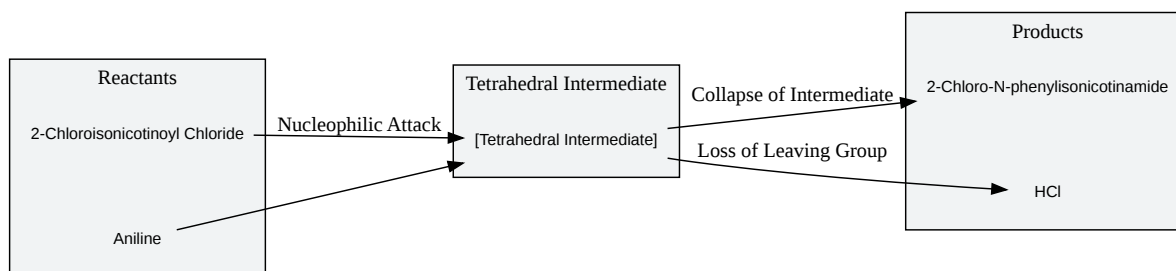 Reactants
2-Chloroisonicotinoyl Chloride
Aniline
Nucleophilic Attack
Tetrahedral Intermediate
[Tetrahedral Intermediate]
Collapse of Intermediate
Loss of Leaving Group
Products
2-Chloro-N-phenylisonicotinamide
HCl